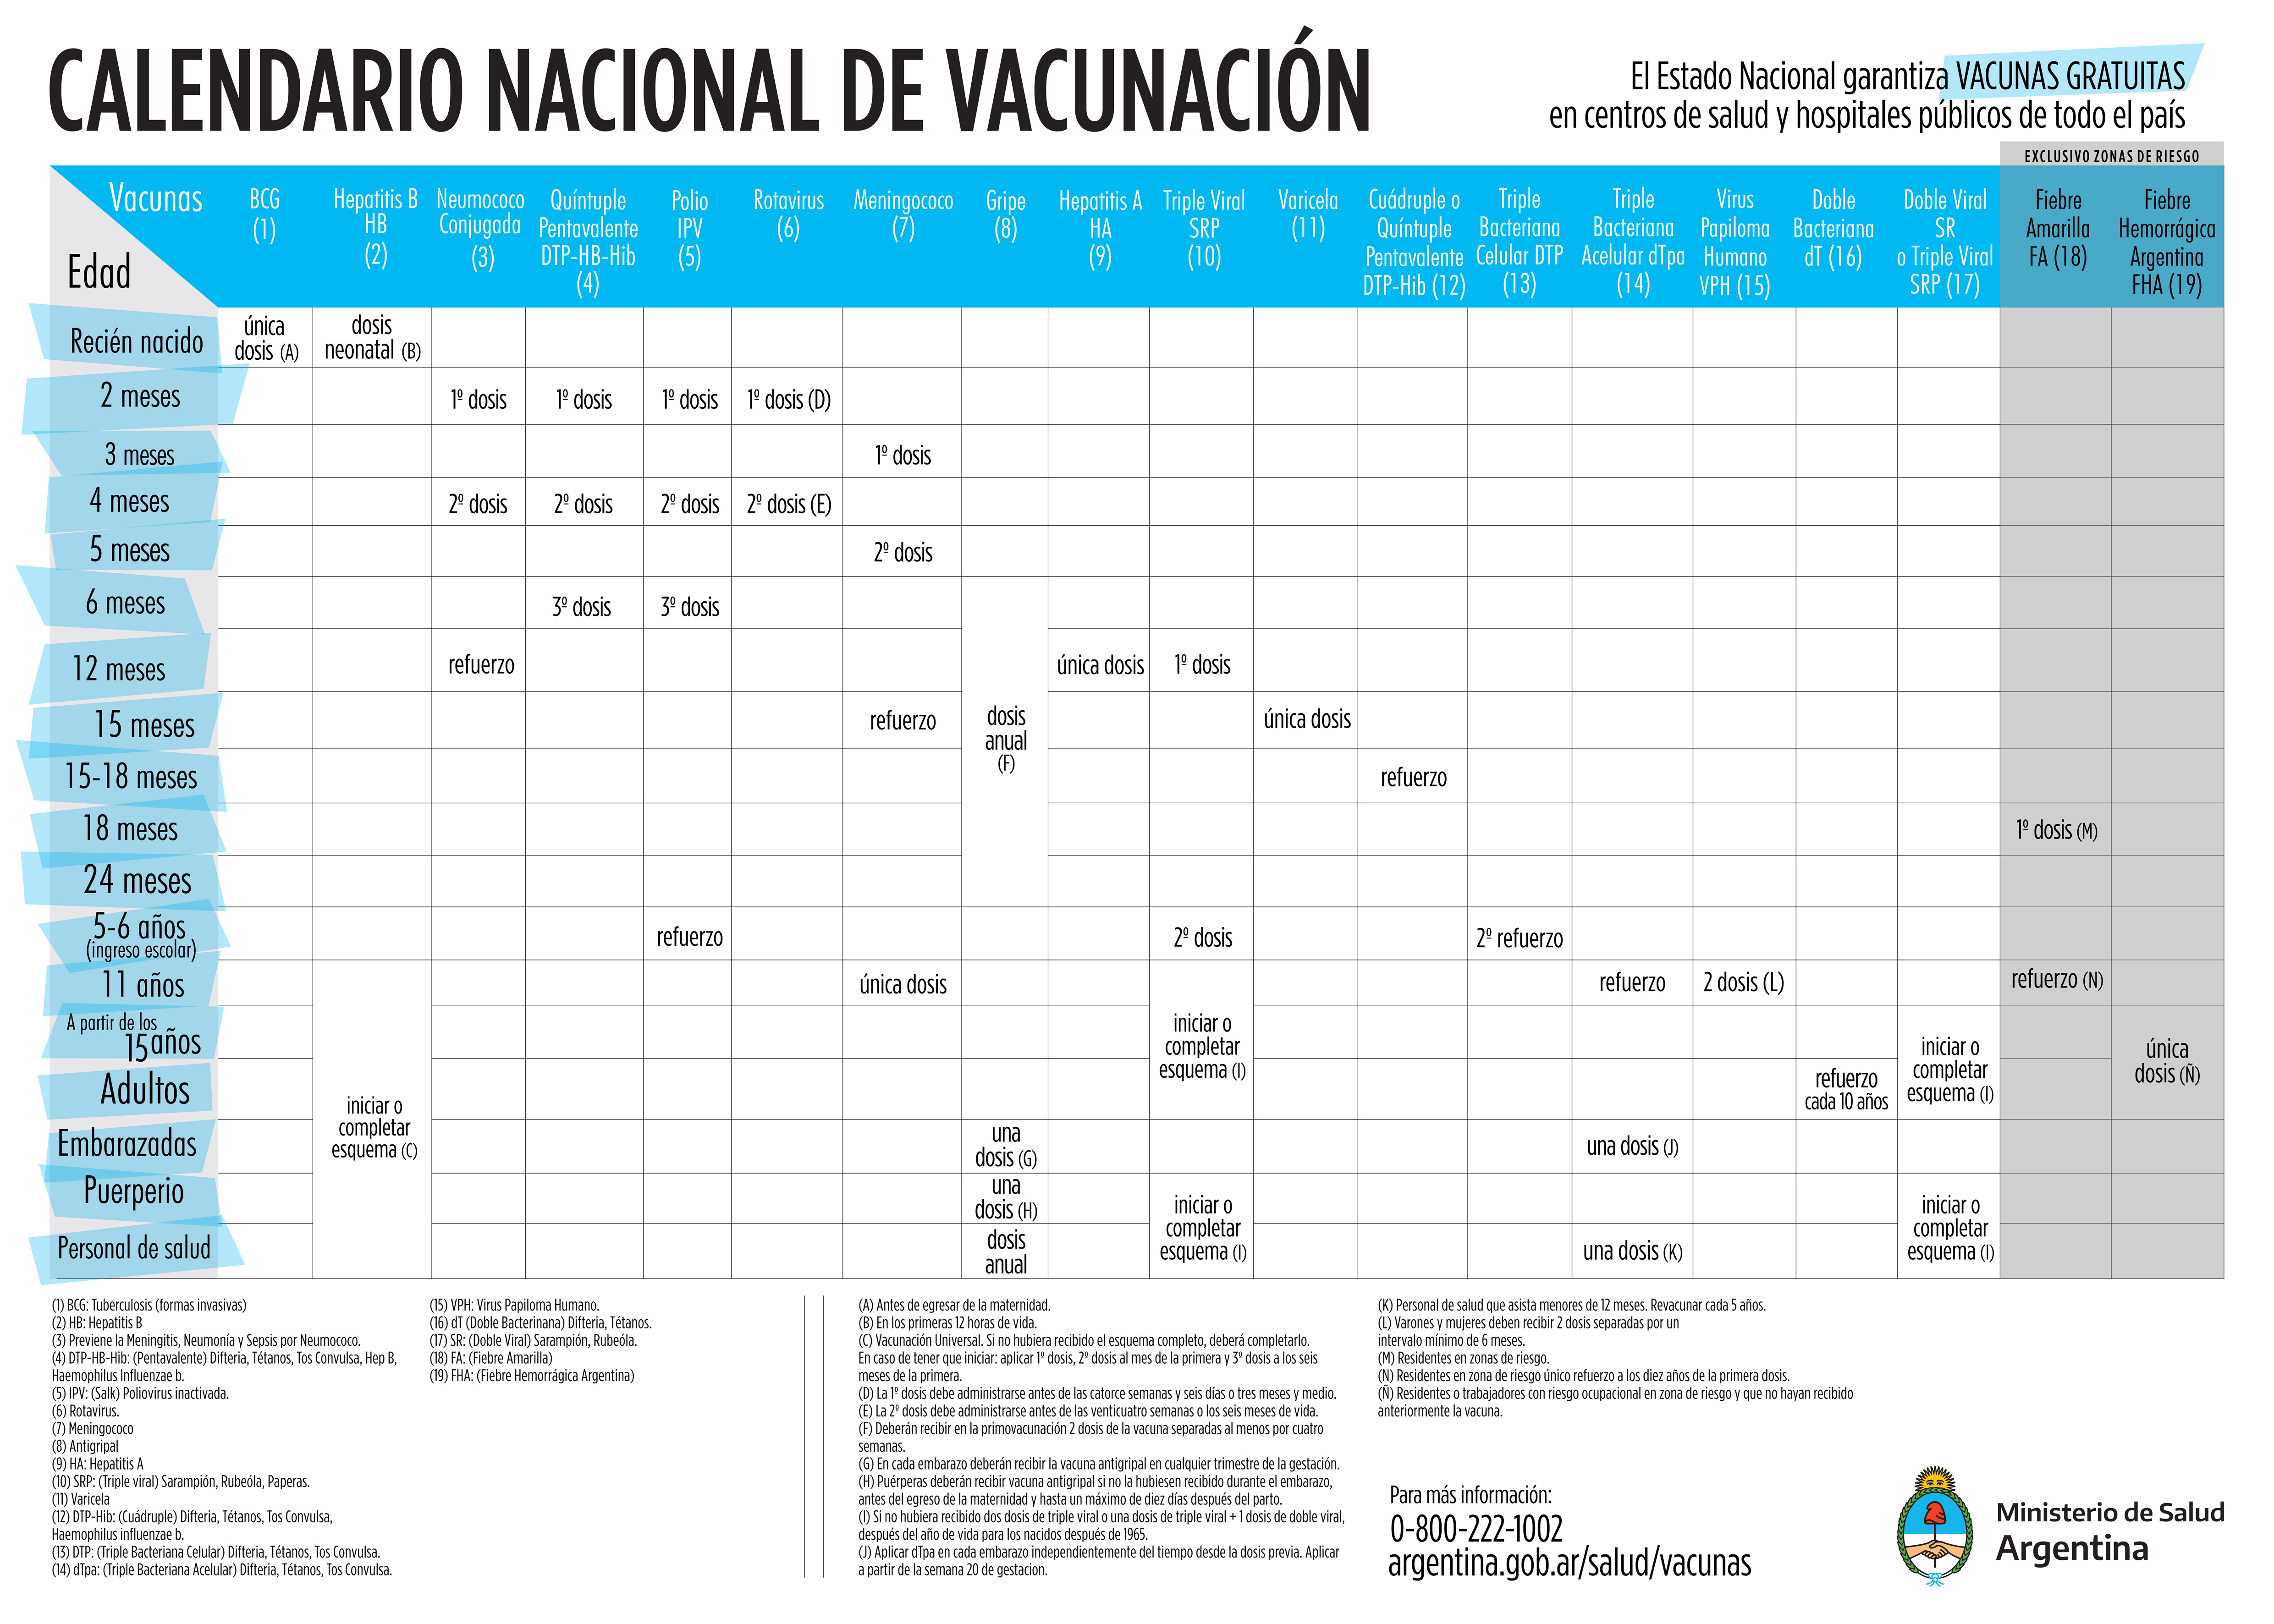 CALENDARIO NACIONAL DE VACUNACIÓN
El Estado Nacional garantiza VACUNAS GRATUITAS
en centros de salud y hospitales públicos de todo el país
EXCLUSIVO ZONAS DE RIESGO
Vacunas
Edad
BCG
(1)
Hepatitis B
HB
(2)
Neumococo
Conjugada
(3)
Quíntuple
Pentavalente
DTP-HB-Hib
(4)
Polio
IPV
(5)
Rotavirus
(6)
Meningococo
(7)
Gripe
(8)
Hepatitis A
HA
(9)
Triple Viral
SRP
(10)
Varicela
(11)
Cuádruple o
Quíntuple
Pentavalente
DTP-Hib (12)
Triple
Bacteriana
Celular DTP
(13)
Triple
Bacteriana
Acelular dTpa
(14)
Virus
Papiloma
Humano
VPH (15)
Doble
Bacteriana
dT (16)
Doble Viral
SR
o Triple Viral
SRP (17)
Fiebre
Amarilla
FA (18)
Fiebre
Hemorrágica
Argentina
FHA (19)
Recién nacido
única
dosis (A)
dosis
neonatal (B)
2 meses
1º dosis
1º dosis
1º dosis
1º dosis (D)
3 meses
1º dosis
4 meses
2º dosis
2º dosis
2º dosis
2º dosis (E)
5 meses
2º dosis
6 meses
3º dosis
3º dosis
12 meses
refuerzo
única dosis
1º dosis
15 meses
refuerzo
dosis
anual
(F)
única dosis
15-18 meses
refuerzo
18 meses
1º dosis (M)
24 meses
5-6 años
(ingreso escolar)
refuerzo
2º dosis
2º refuerzo
11 años
única dosis
refuerzo
2 dosis (L)
refuerzo (N)
A partir de los
15 años
iniciar o
completar
esquema (I)
iniciar o
completar
esquema (I)
única
dosis (Ñ)
Adultos
iniciar o
completar
esquema (C)
refuerzo
cada 10 años
Embarazadas
una
dosis (G)
una dosis (J)
Puerperio
una
dosis (H)
iniciar o
completar
esquema (I)
iniciar o
completar
esquema (I)
Personal de salud
dosis
anual
una dosis (K)
(1) BCG: Tuberculosis (formas invasivas)
(2) HB: Hepatitis B
(3) Previene la Meningitis, Neumonía y Sepsis por Neumococo.
(4) DTP-HB-Hib: (Pentavalente) Difteria, Tétanos, Tos Convulsa, Hep B,
Haemophilus Influenzae b.
(5) IPV: (Salk) Poliovirus inactivada.
(6) Rotavirus.
(7) Meningococo
(8) Antigripal
(9) HA: Hepatitis A
(10) SRP: (Triple viral) Sarampión, Rubeóla, Paperas.
(11) Varicela
(12) DTP-Hib: (Cuádruple) Difteria, Tétanos, Tos Convulsa,
Haemophilus influenzae b.
(13) DTP: (Triple Bacteriana Celular) Difteria, Tétanos, Tos Convulsa.
(14) dTpa: (Triple Bacteriana Acelular) Difteria, Tétanos, Tos Convulsa.
(15) VPH: Virus Papiloma Humano.
(16) dT (Doble Bacterinana) Difteria, Tétanos.
(17) SR: (Doble Viral) Sarampión, Rubeóla.
(18) FA: (Fiebre Amarilla)
(19) FHA: (Fiebre Hemorrágica Argentina)
(A) Antes de egresar de la maternidad.
(B) En los primeras 12 horas de vida.
(C) Vacunación Universal. Si no hubiera recibido el esquema completo, deberá completarlo.
En caso de tener que iniciar: aplicar 1º dosis, 2º dosis al mes de la primera y 3º dosis a los seis
meses de la primera.
(D) La 1º dosis debe administrarse antes de las catorce semanas y seis días o tres meses y medio.
(E) La 2º dosis debe administrarse antes de las venticuatro semanas o los seis meses de vida.
(F) Deberán recibir en la primovacunación 2 dosis de la vacuna separadas al menos por cuatro
semanas.
(G) En cada embarazo deberán recibir la vacuna antigripal en cualquier trimestre de la gestación.
(H) Puérperas deberán recibir vacuna antigripal si no la hubiesen recibido durante el embarazo,
antes del egreso de la maternidad y hasta un máximo de diez días después del parto.
(I) Si no hubiera recibido dos dosis de triple viral o una dosis de triple viral + 1 dosis de doble viral,
después del año de vida para los nacidos después de 1965.
(J) Aplicar dTpa en cada embarazo independientemente del tiempo desde la dosis previa. Aplicar
a partir de la semana 20 de gestacion.
(K) Personal de salud que asista menores de 12 meses. Revacunar cada 5 años.
(L) Varones y mujeres deben recibir 2 dosis separadas por un
intervalo mínimo de 6 meses.
(M) Residentes en zonas de riesgo.
(N) Residentes en zona de riesgo único refuerzo a los diez años de la primera dosis.
(Ñ) Residentes o trabajadores con riesgo ocupacional en zona de riesgo y que no hayan recibido
anteriormente la vacuna.
Para más información:
0-800-222-1002
argentina.gob.ar/salud/vacunas
Ministerio de Salud
Argentina